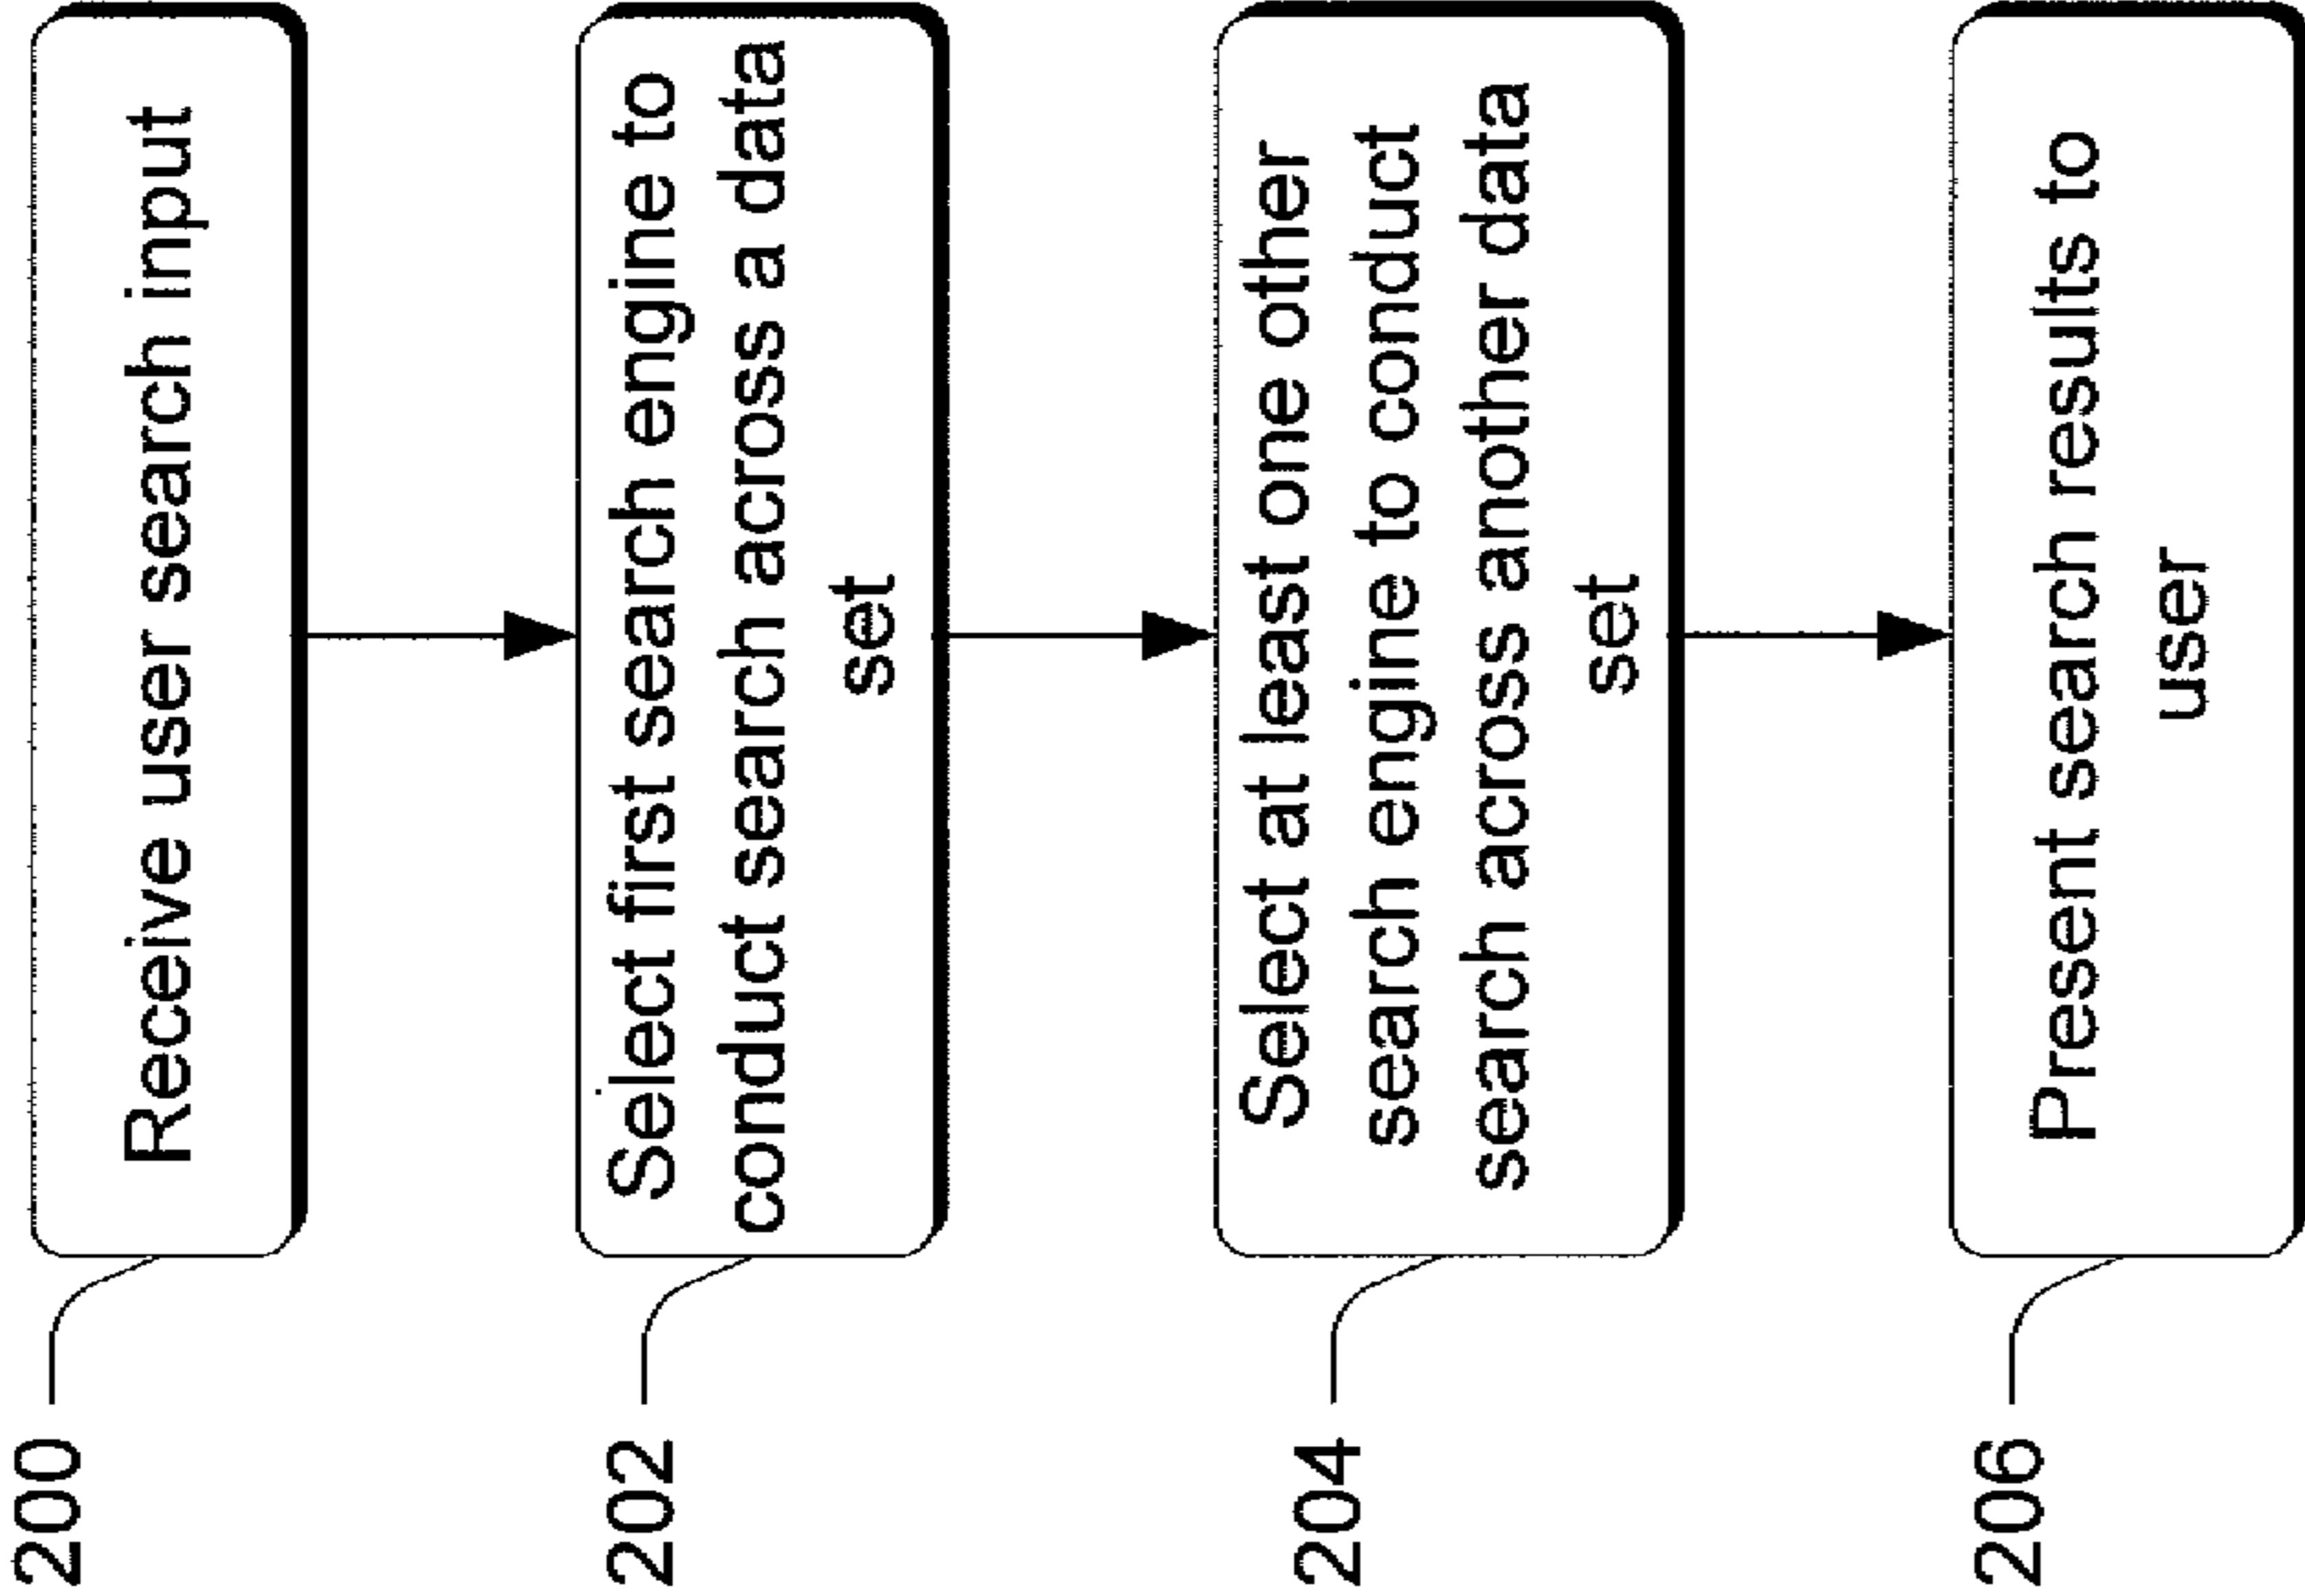 200
Receive user search input
202
Select first search engine to
conduct search across a data
set
204
Select at least one other
search engine to conduct
search across another data
set
206
Present search results to
user